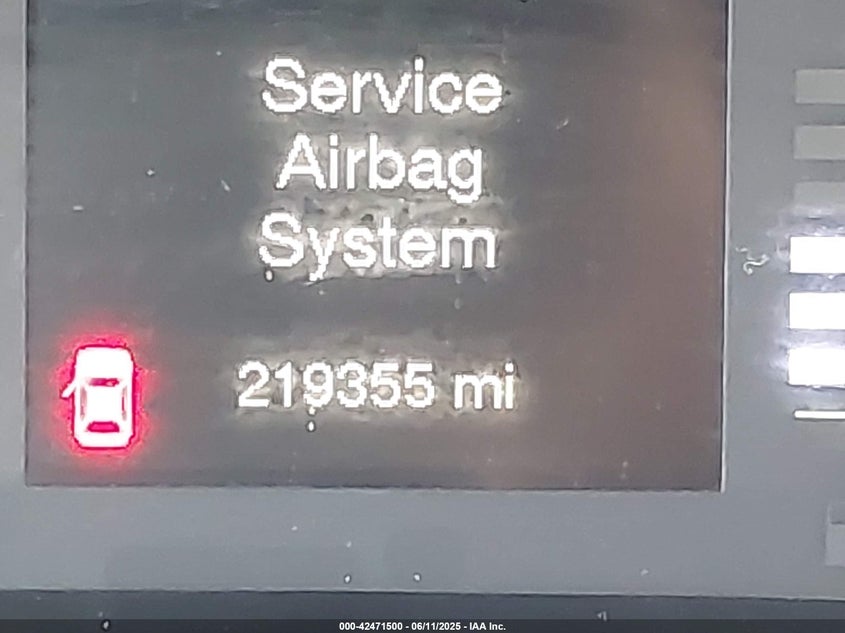 Service
Airbag
System
219355 mi
000-42471500 - 06/11/2025 - IAA Inc.